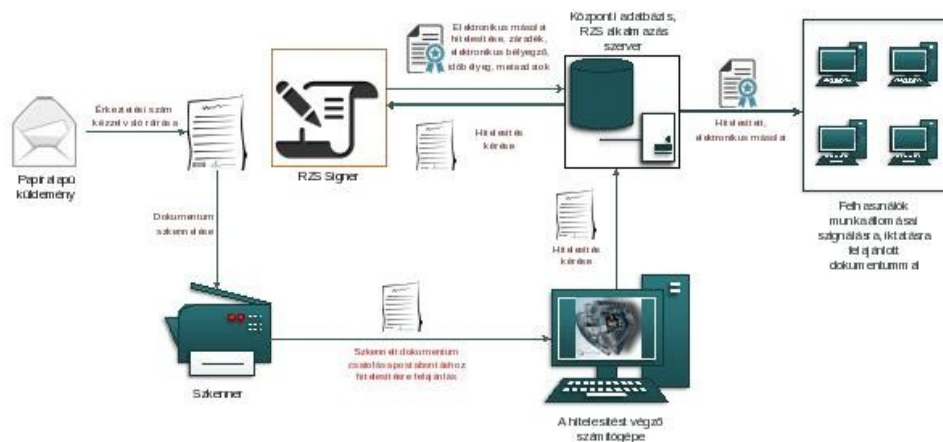 Érkeztetési szám
kézzel való ráírása
Papíralapú
küldemény
Elektronikus másolat
hitelesítése, záradék,
elektronikus bélyegző,
időbélyeg, metaadatok
Hitelesítés
kérése
RZS Signer
Központi adatbázis,
RZS alkalmazás
szerver
Hitelesített,
elektronikus másolat
Felhasználók
munkaállomásai
szignálásra, iktatásra
felajánlott
dokumentummal
Dokumentum
szkennelése
Hitelesítés
kérése
Szkennelt dokumentum
csatolása postabontáshoz
hitelesítésre felajánlás
Szkenner
A hitelesítést végző
számítógépe